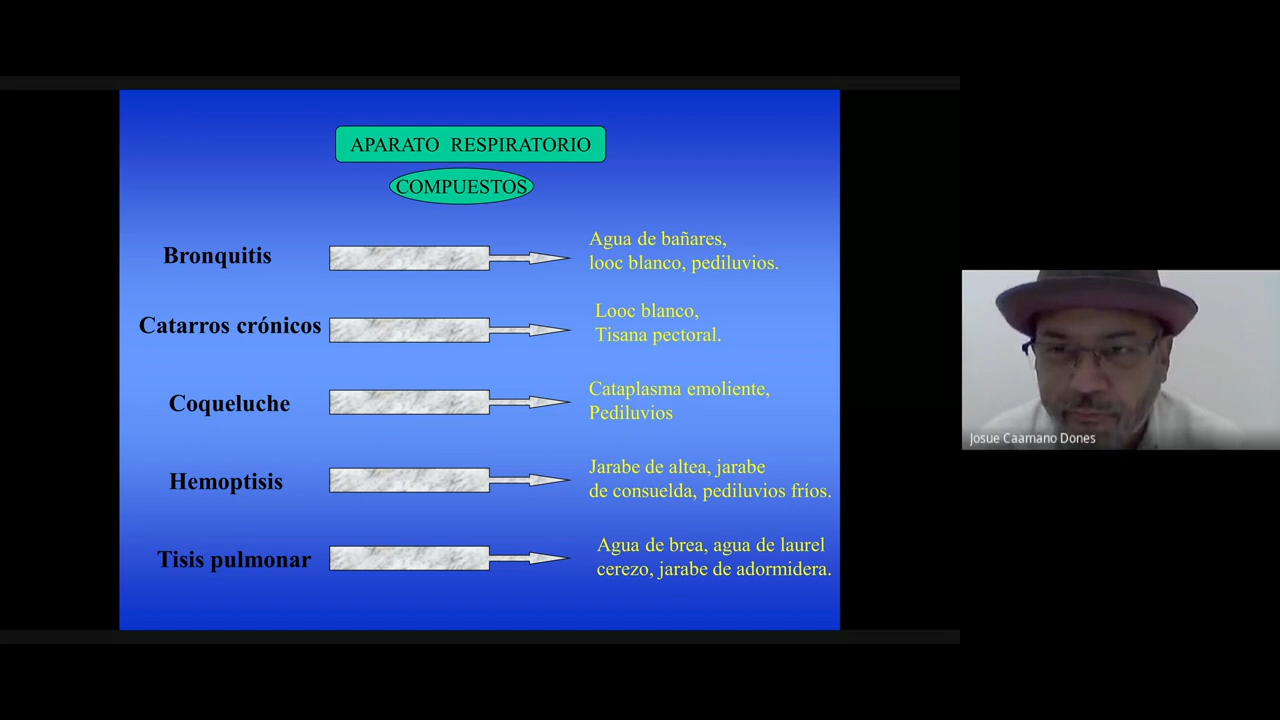 APARATO RESPIRATORIO
COMPUESTOS
Bronquitis
Agua de bañares,
looc blanco, pediluvios.
Catarros crónicos
Looc blanco,
Tisana pectoral.
Coqueluche
Cataplasma emoliente,
Pediluvios
Hemoptisis
Jarabe de altea, jarabe
de consuelda, pediluvios fríos.
Tisis pulmonar
Agua de brea, agua de laurel
cerezo, jarabe de adormidera.
Josue Caamano Dones